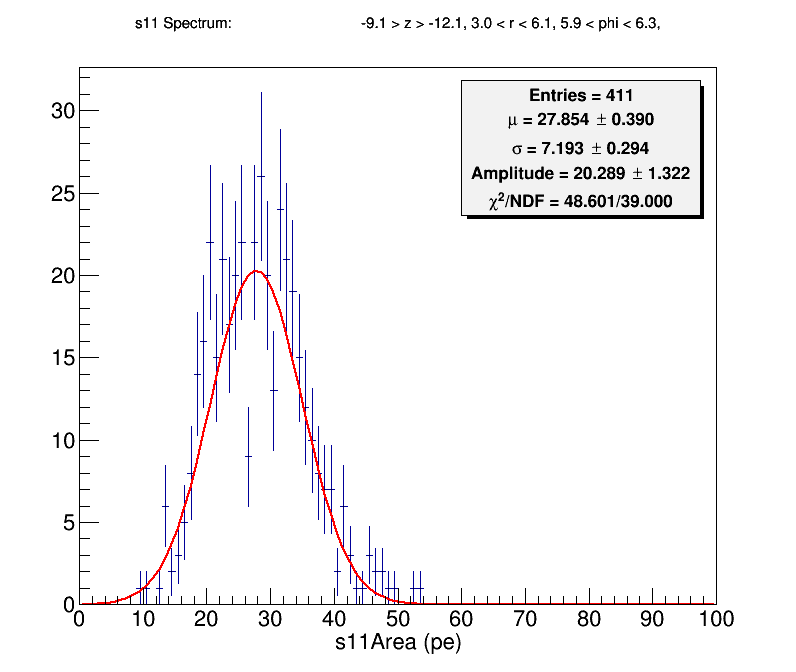 s11 Spectrum: -9.1 > z > -12.1, 3.0 < r < 6.1, 5.9 < phi < 6.3,
Entries = 411
μ = 27.854 ± 0.390
σ = 7.193 ± 0.294
Amplitude = 20.289 ± 1.322
χ²/NDF = 48.601/39.000
30
25
20
15
10
5
0
0 10 20 30 40 50 60 70 80 90 100
s11Area (pe)